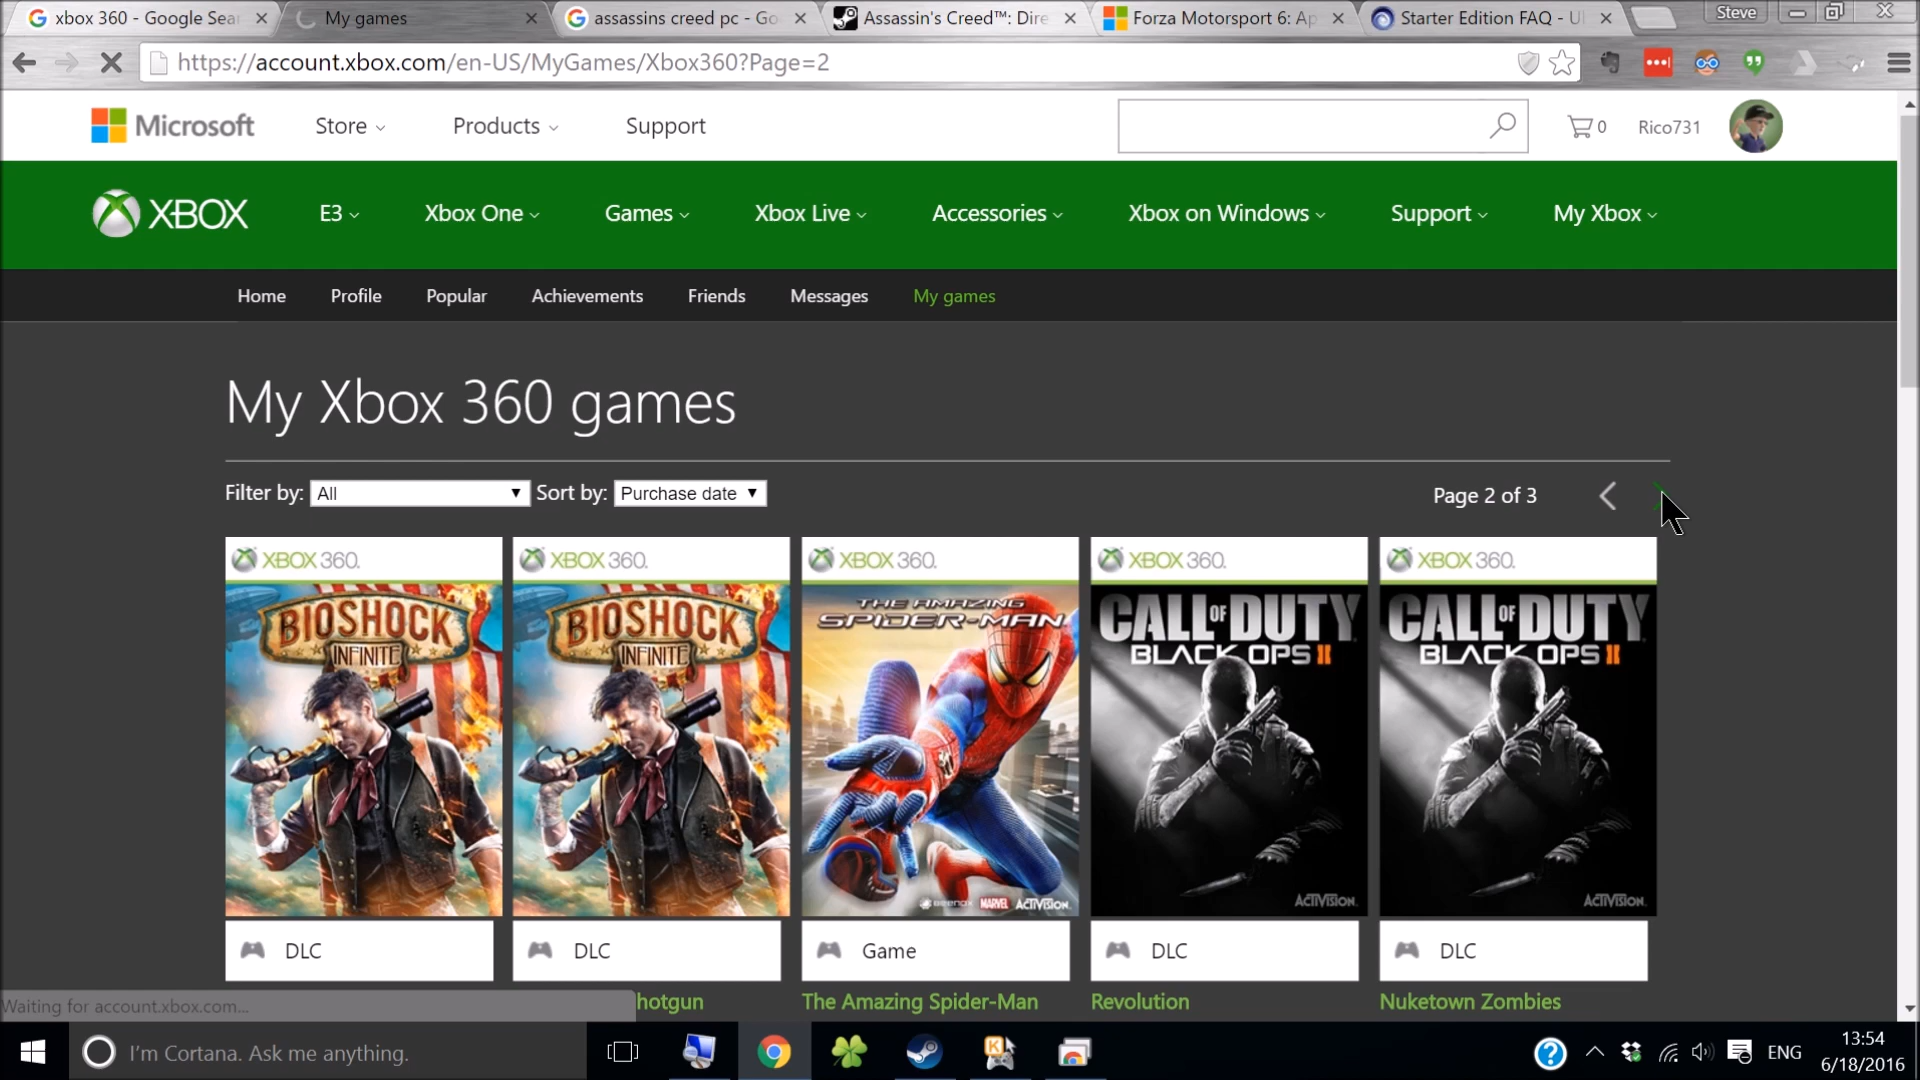 xbox 360 - Google Sea
My games
assassins creed pc - Go
Assassin's Creed™: Dire
Forza Motorsport 6: Ap
Starter Edition FAQ - U
Steve
https://account.xbox.com/en-US/MyGames/Xbox360?Page=2
Microsoft
Store
Products
Support
0
Rico731
XBOX
E3
Xbox One
Games
Xbox Live
Accessories
Xbox on Windows
Support
My Xbox
Home
Profile
Popular
Achievements
Friends
Messages
My games
My Xbox 360 games
Filter by: All
Sort by: Purchase date
Page 2 of 3
XBOX 360.
BIOSHOCK
INFINITE
XBOX 360.
BIOSHOCK
INFINITE
XBOX 360.
THE AMAZING
SPIDER-MAN
BEENOX MARVEL ACTIVISION
XBOX 360.
CALL OF DUTY
BLACK OPS II
ACTIVISION
XBOX 360.
CALL OF DUTY
BLACK OPS II
ACTIVISION
DLC
DLC
Game
DLC
DLC
hotgun
The Amazing Spider-Man
Revolution
Nuketown Zombies
Waiting for account.xbox.com...
I'm Cortana. Ask me anything.
ENG
13:54
6/18/2016